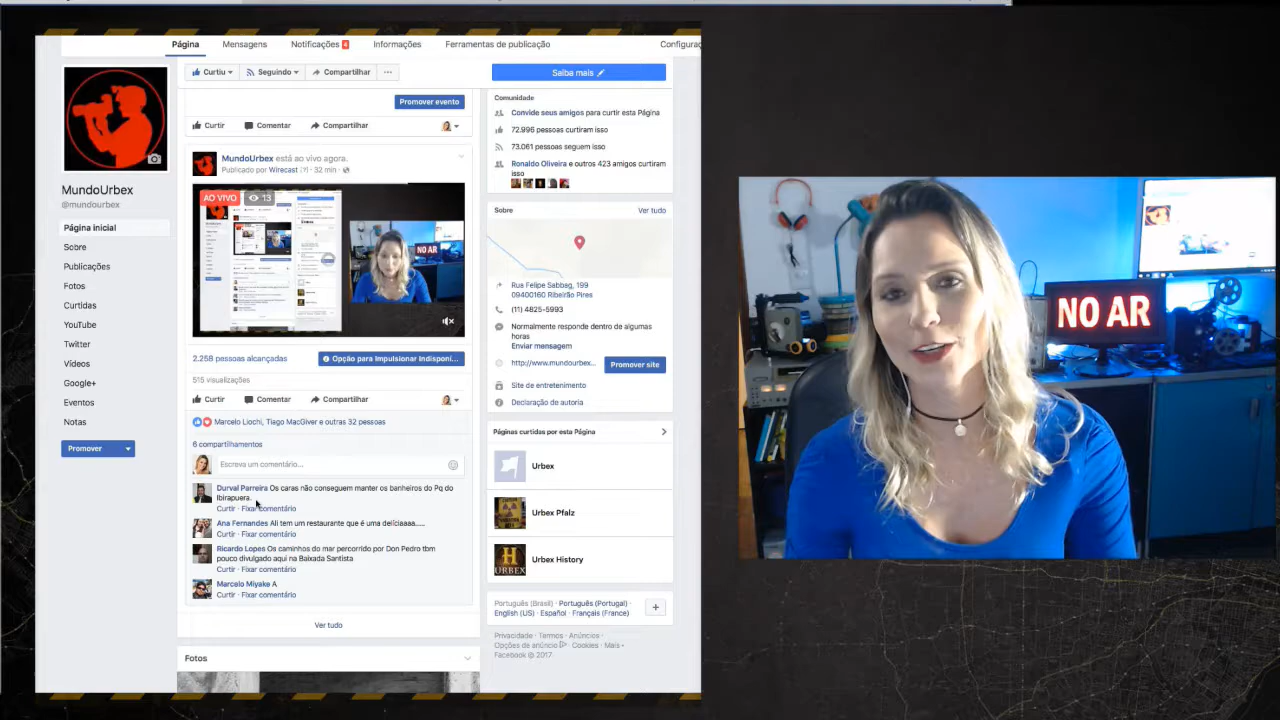 Página
Mensagens
Notificações 4
Informações
Ferramentas de publicação
Configuraç
Curtiu
Seguindo
Compartilhar
Saiba mais
MundoUrbex
@mundourbex
Página inicial
Sobre
Publicações
Fotos
Curtidas
YouTube
Twitter
Vídeos
Google+
Eventos
Notas
Promover
Promover evento
Curtir
Comentar
Compartilhar
MundoUrbex está ao vivo agora.
Publicado por Wirecast [?] · 32 min ·
AO VIVO
13
NO AR
2.258 pessoas alcançadas
Opção para Impulsionar Indisponí...
515 visualizações
Curtir
Comentar
Compartilhar
Marcelo Liochi, Tiago MacGiver e outras 32 pessoas
6 compartilhamentos
Escreva um comentário...
Durval Parreira Os caras não conseguem manter os banheiros do Pq do
Ibirapuera.
Curtir · Fixar comentário
Ana Fernandes Ali tem um restaurante que é uma delíciaaaa.....
Curtir · Fixar comentário
Ricardo Lopes Os caminhos do mar percorrido por Don Pedro tbm
pouco divulgado aqui na Baixada Santista
Curtir · Fixar comentário
Marcelo Miyake A
Curtir · Fixar comentário
Ver tudo
Fotos
Comunidade
Convide seus amigos para curtir esta Página
72.996 pessoas curtiram isso
73.061 pessoas seguem isso
Ronaldo Oliveira e outros 423 amigos curtiram
isso
Sobre
Ver tudo
Rua Felipe Sabbag, 199
09400160 Ribeirão Pires
(11) 4825-5993
Normalmente responde dentro de algumas
horas
Enviar mensagem
http://www.mundourbex...
Promover site
Site de entretenimento
Declaração de autoria
Páginas curtidas por esta Página
Urbex
Urbex Pfalz
H
URBEX
Urbex History
Português (Brasil) · Português (Portugal) ·
English (US) · Español · Français (France)
Privacidade · Termos · Anúncios ·
Opções de anúncio · Cookies · Mais
Facebook © 2017
NO AR